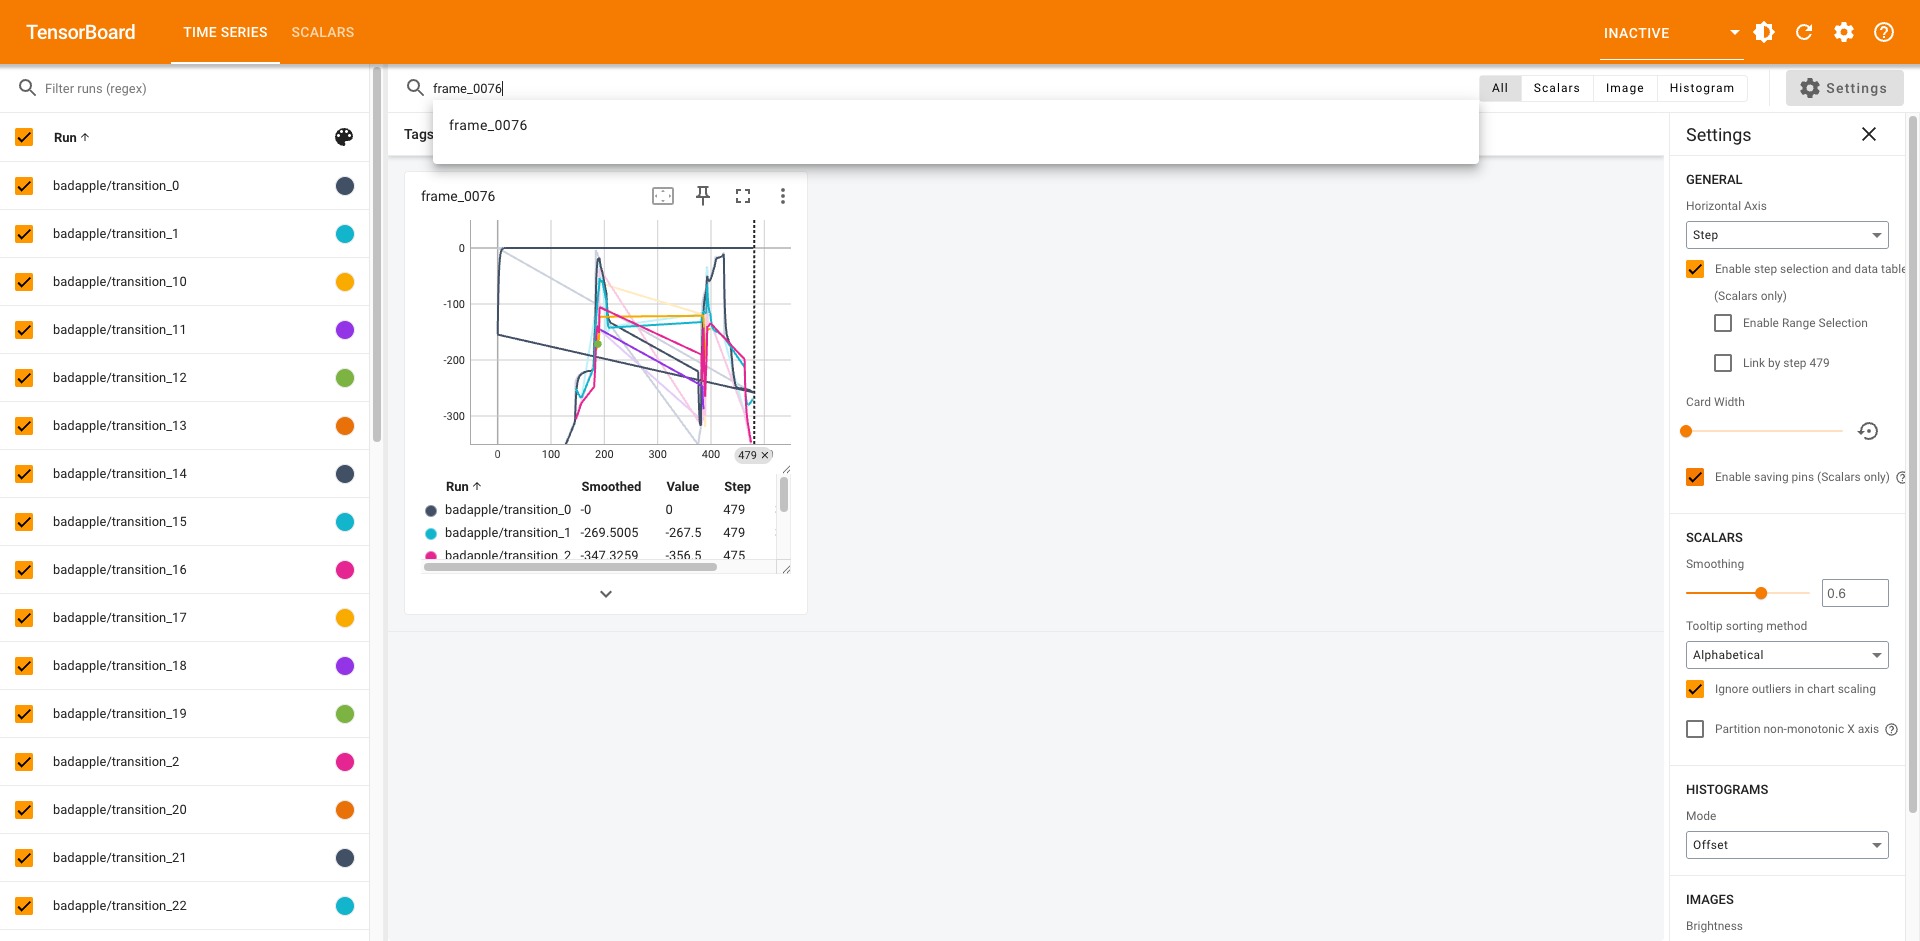 TensorBoard
TIME SERIES
SCALARS
INACTIVE
Filter runs (regex)
frame_0076
All
Scalars
Image
Histogram
Settings
frame_0076
Tags
Run
badapple/transition_0
badapple/transition_1
badapple/transition_10
badapple/transition_11
badapple/transition_12
badapple/transition_13
badapple/transition_14
badapple/transition_15
badapple/transition_16
badapple/transition_17
badapple/transition_18
badapple/transition_19
badapple/transition_2
badapple/transition_20
badapple/transition_21
badapple/transition_22
frame_0076
0
-100
-200
-300
0 100 200 300 400 479
Run Smoothed Value Step
badapple/transition_0 -0 0 479
badapple/transition_1 -269.5005 -267.5 479
badapple/transition_2 -347.3259 -356.5 475
Settings
GENERAL
Horizontal Axis
Step
Enable step selection and data table
(Scalars only)
Enable Range Selection
Link by step 479
Card Width
Enable saving pins (Scalars only)
SCALARS
Smoothing
0.6
Tooltip sorting method
Alphabetical
Ignore outliers in chart scaling
Partition non-monotonic X axis
HISTOGRAMS
Mode
Offset
IMAGES
Brightness